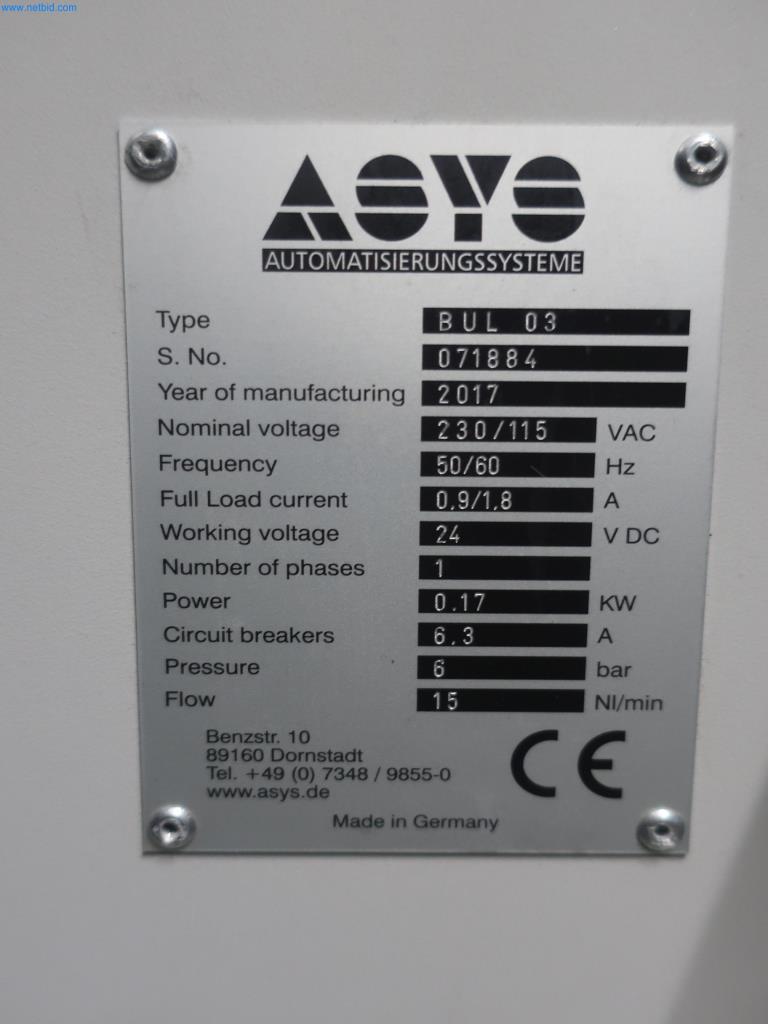 www.netbid.com
ASYS
AUTOMATISIERUNGSSYSTEME
Type BUL 03
S. No. 071884
Year of manufacturing 2017
Nominal voltage 230/115 VAC
Frequency 50/60 Hz
Full Load current 0.9/1.8 A
Working voltage 24 V DC
Number of phases 1
Power 0.17 KW
Circuit breakers 6.3 A
Pressure 6 bar
Flow 15 Nl/min
Benzstr. 10
89160 Dornstadt
Tel. +49 (0) 7348 / 9855-0
www.asys.de
CE
Made in Germany